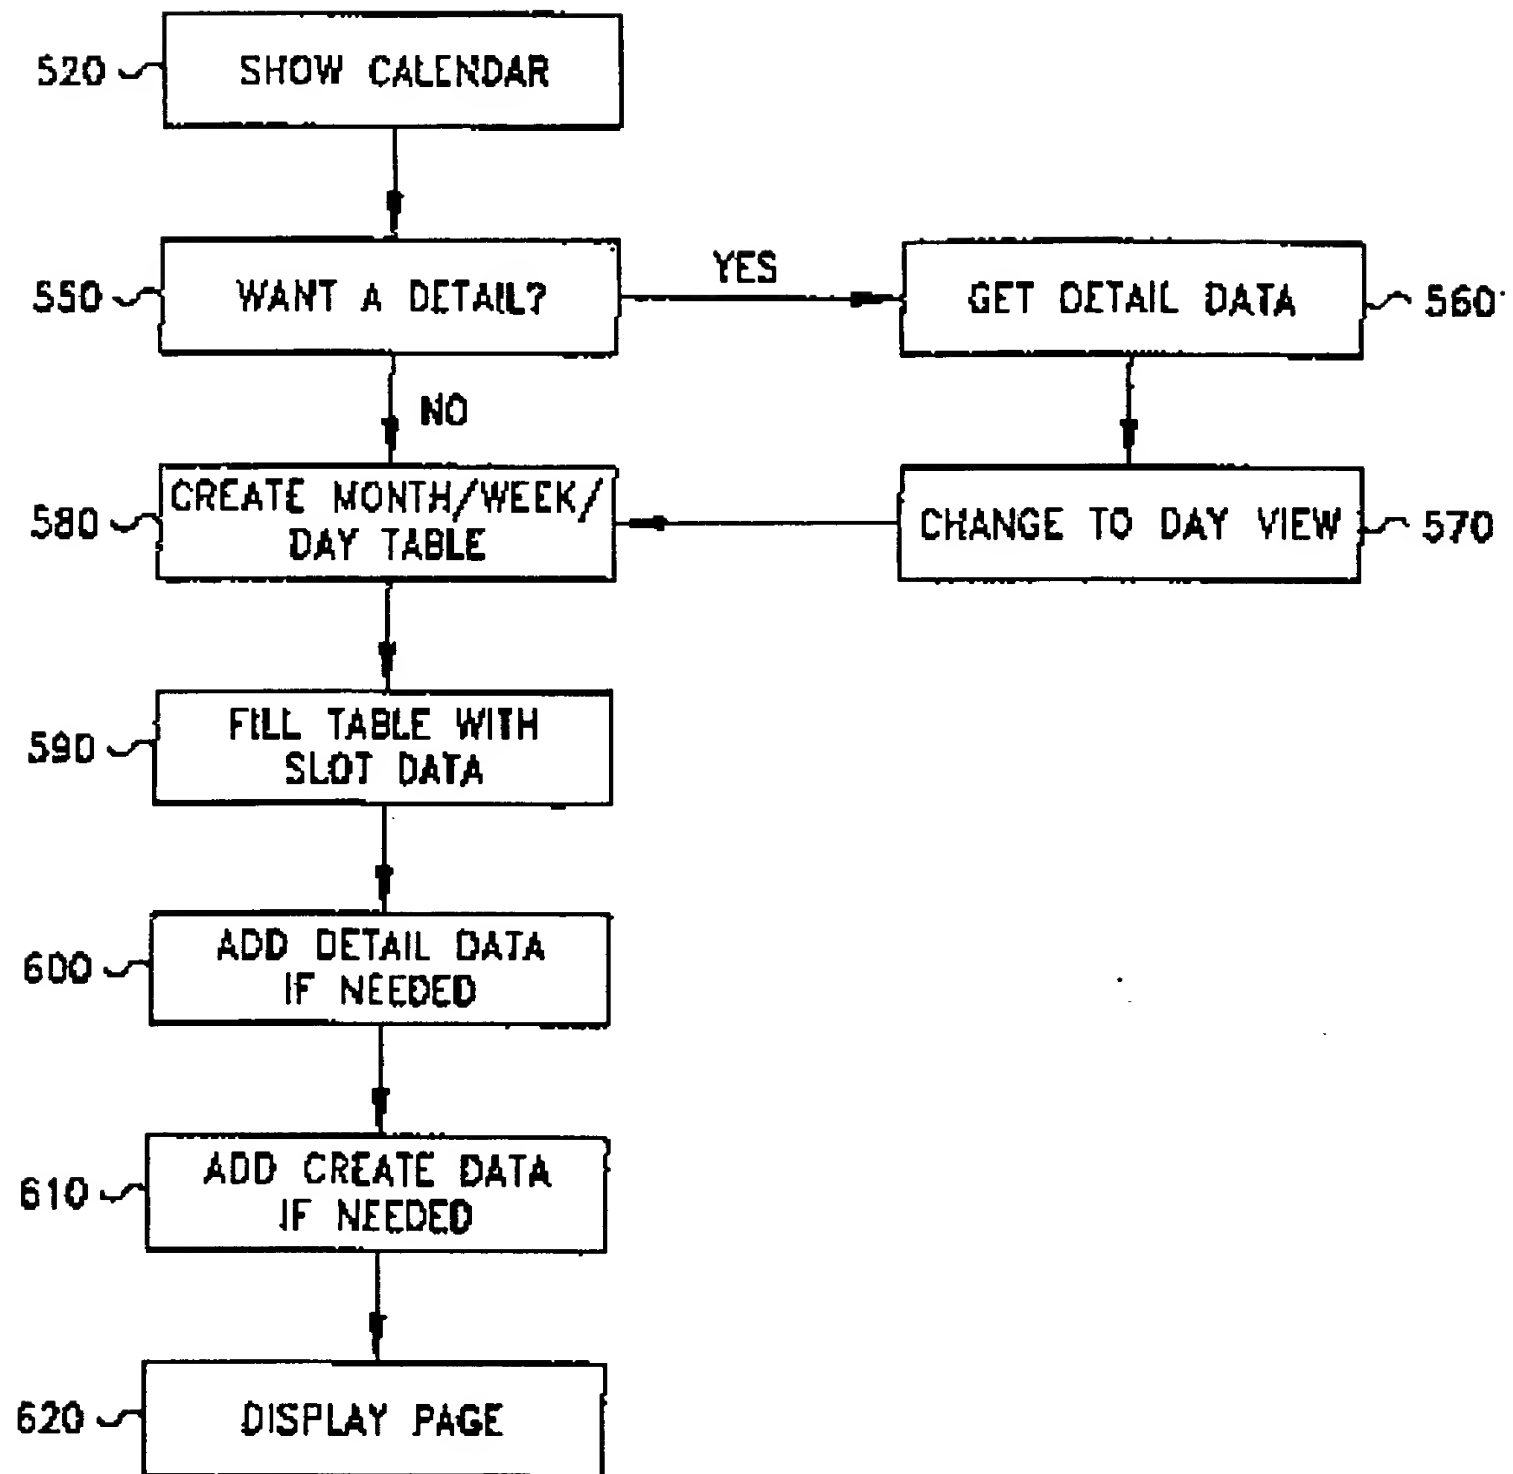 520
SHOW CALENDAR
550
WANT A DETAIL?
YES
GET DETAIL DATA
560
NO
580
CREATE MONTH/WEEK/
DAY TABLE
CHANGE TO DAY VIEW
570
590
FILL TABLE WITH
SLOT DATA
600
ADD DETAIL DATA
IF NEEDED
610
ADD CREATE DATA
IF NEEDED
620
DISPLAY PAGE